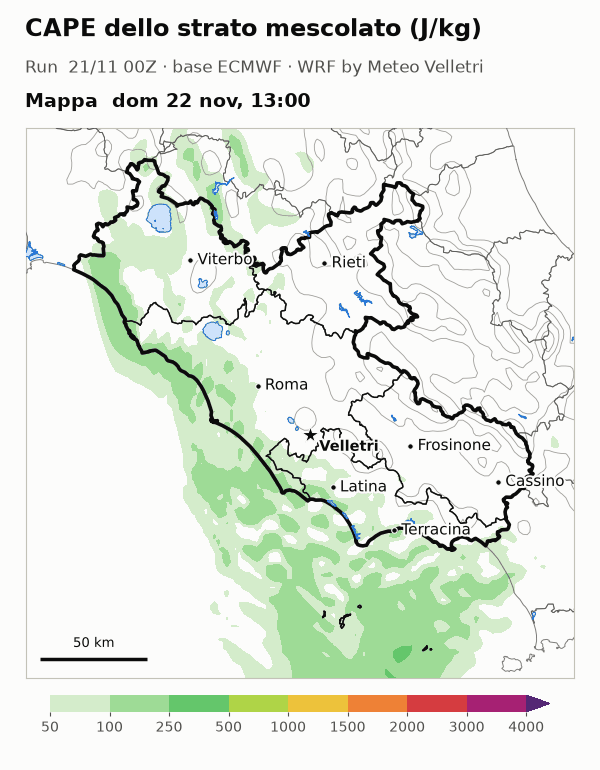 CAPE dello strato mescolato (J/kg)
Run  21/11 00Z · base ECMWF · WRF by Meteo Velletri
Mappa  dom 22 nov, 13:00
Viterbo
Rieti
Roma
Velletri
Frosinone
Latina
Cassino
Terracina
50 km
50 100 250 500 1000 1500 2000 3000 4000